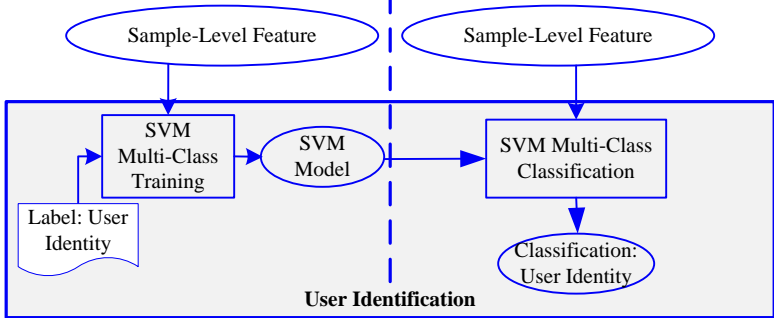 Sample-Level Feature
Sample-Level Feature
SVM
Multi-Class
Training
SVM
Model
SVM Multi-Class
Classification
Label: User
Identity
Classification:
User Identity
User Identification